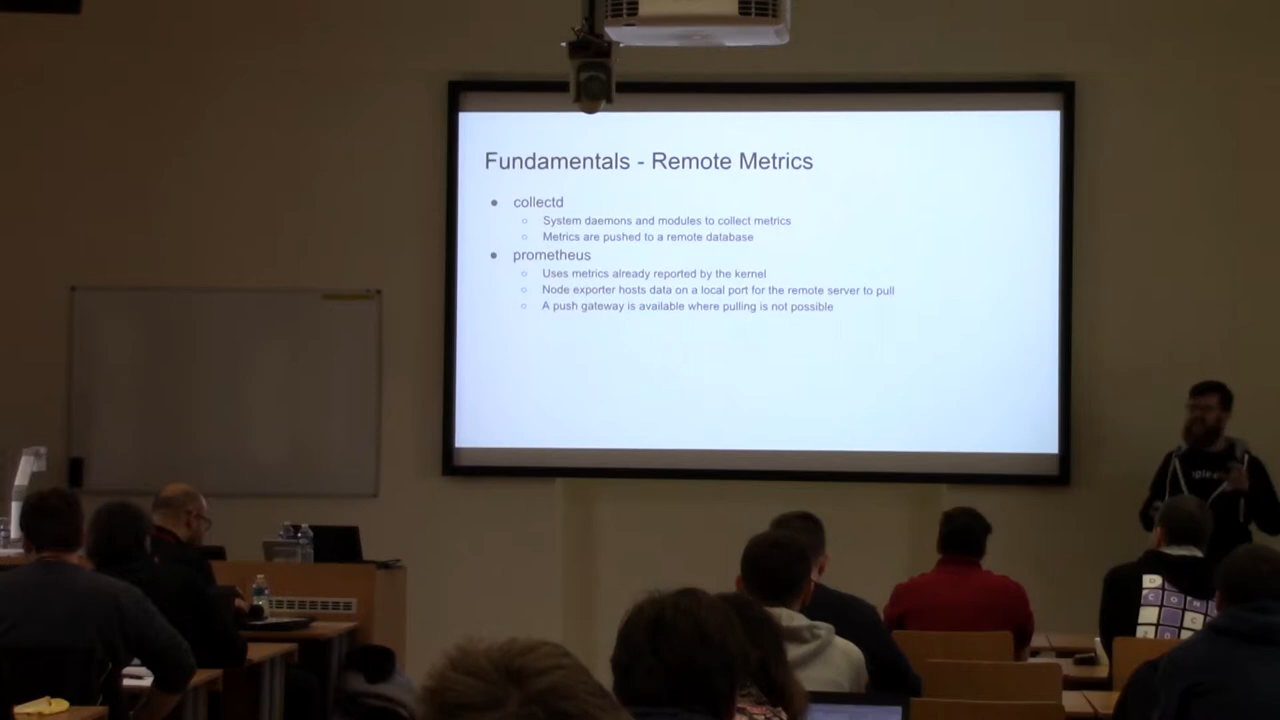 Fundamentals - Remote Metrics
● collectd
○ System daemons and modules to collect metrics
○ Metrics are pushed to a remote database
● prometheus
○ Uses metrics already reported by the kernel
○ Node exporter hosts data on a local port for the remote server to pull
○ A push gateway is available where pulling is not possible